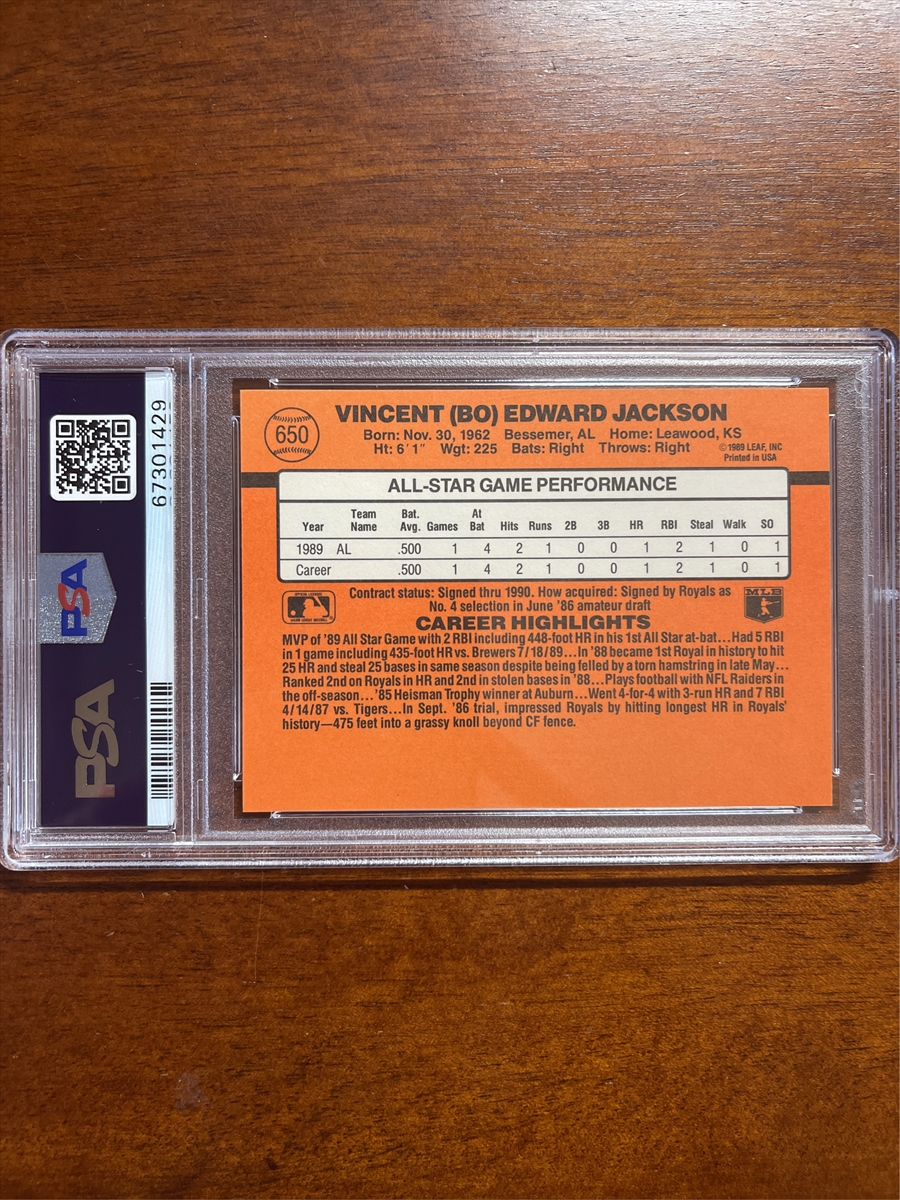 650
VINCENT (BO) EDWARD JACKSON
Born: Nov. 30, 1962 Bessemer, AL Home: Leawood, KS
Ht: 6' 1" Wgt: 225 Bats: Right Throws: Right
© 1989 LEAF, INC
Printed in USA
ALL-STAR GAME PERFORMANCE
Year Team Name Bat. Avg. Games At Bat Hits Runs 2B 3B HR RBI Steal Walk SO
1989 AL .500 1 4 2 1 0 0 1 2 1 0 1
Career .500 1 4 2 1 0 0 1 2 1 0 1
Contract status: Signed thru 1990. How acquired: Signed by Royals as
No. 4 selection in June '86 amateur draft
MLB
CAREER HIGHLIGHTS
MVP of '89 All Star Game with 2 RBI including 448-foot HR in his 1st All Star at-bat...Had 5 RBI
in 1 game including 435-foot HR vs. Brewers 7/18/89...In '88 became 1st Royal in history to hit
25 HR and steal 25 bases in same season despite being felled by a torn hamstring in late May...
Ranked 2nd on Royals in HR and 2nd in stolen bases in '88...Plays football with NFL Raiders in
the off-season...'85 Heisman Trophy winner at Auburn...Went 4-for-4 with 3-run HR and 7 RBI
4/14/87 vs. Tigers...In Sept. '86 trial, impressed Royals by hitting longest HR in Royals'
history—475 feet into a grassy knoll beyond CF fence.
67301429
PSA
PSA